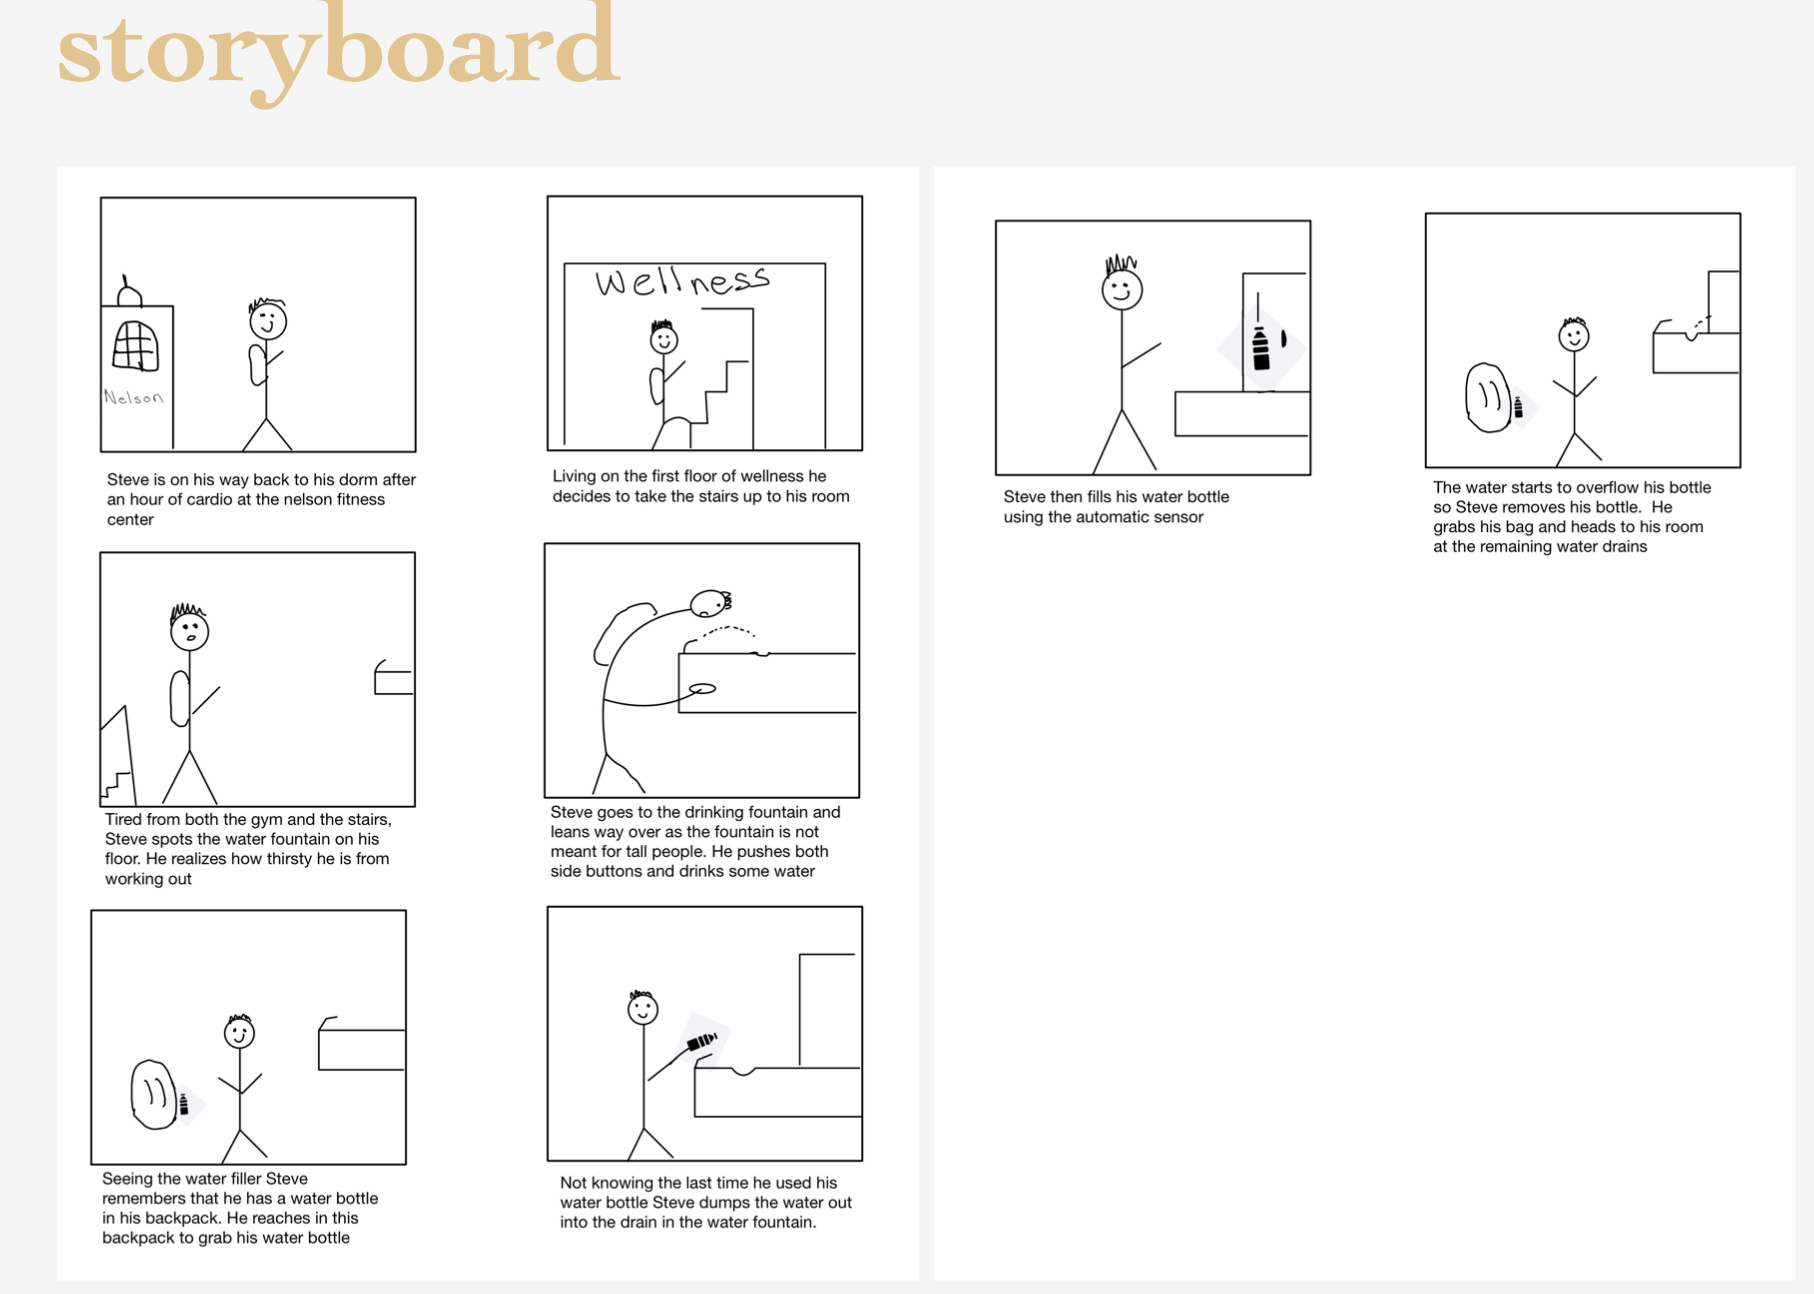 storyboard
Nelson
Steve is on his way back to his dorm after
an hour of cardio at the nelson fitness
center
Wellness
Living on the first floor of wellness he
decides to take the stairs up to his room
Tired from both the gym and the stairs,
Steve spots the water fountain on his
floor. He realizes how thirsty he is from
working out
Steve goes to the drinking fountain and
leans way over as the fountain is not
meant for tall people. He pushes both
side buttons and drinks some water
Seeing the water filler Steve
remembers that he has a water bottle
in his backpack. He reaches in this
backpack to grab his water bottle
Not knowing the last time he used his
water bottle Steve dumps the water out
into the drain in the water fountain.
Steve then fills his water bottle
using the automatic sensor
The water starts to overflow his bottle
so Steve removes his bottle.  He
grabs his bag and heads to his room
at the remaining water drains